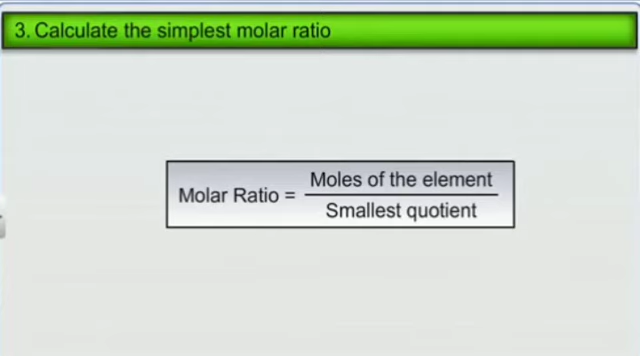 3. Calculate the simplest molar ratio
Moles of the element
Molar Ratio =
Smallest quotient